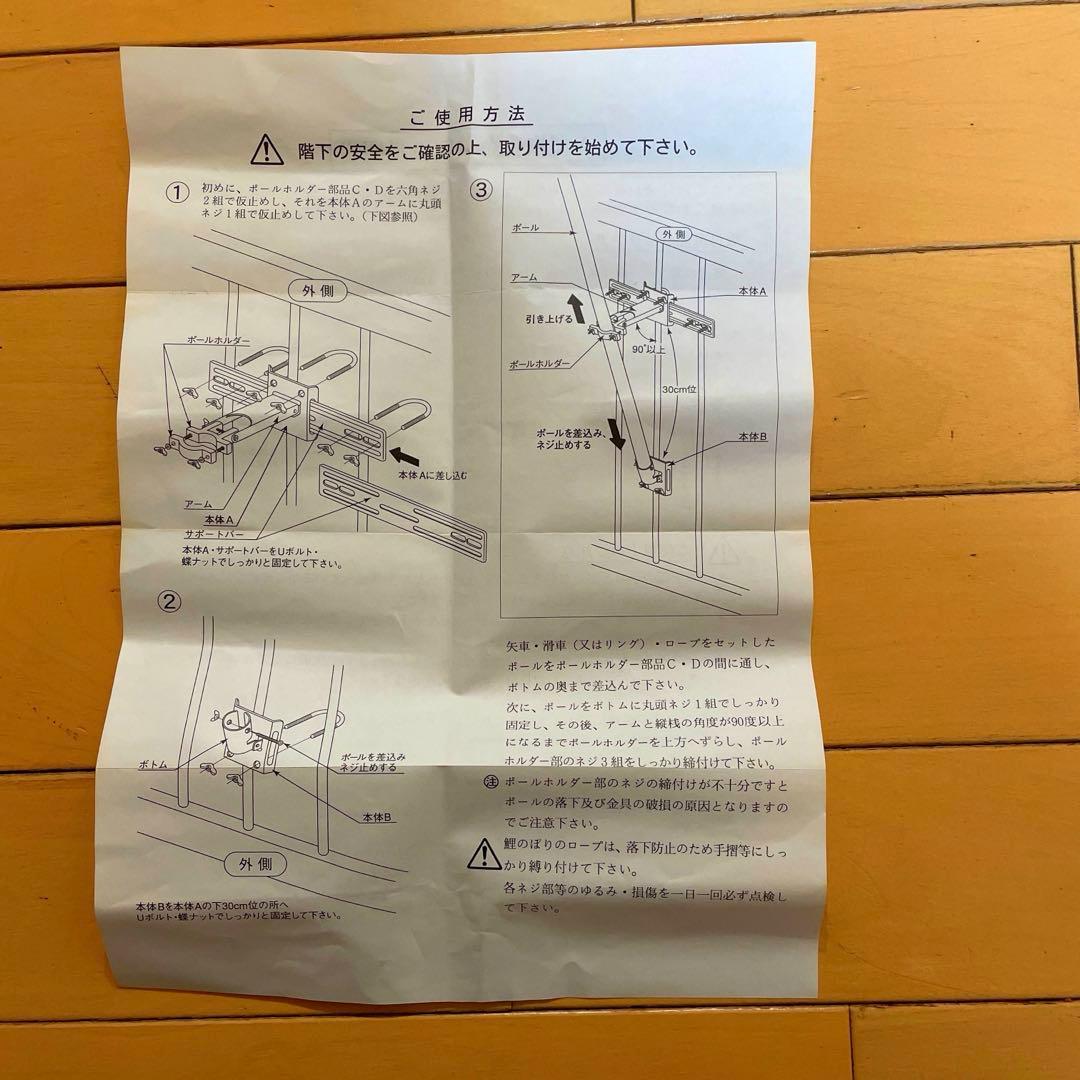 ご使用方法
階下の安全をご確認の上、取り付けを始めて下さい。
① 初めに、ポールホルダー部品C・Dを六角ネジ
2組で仮止めし、それを本体Aのアームに丸頭
ネジ1組で仮止めして下さい。（下図参照）
外側
ポールホルダー
本体Aに差し込む
アーム
本体A
サポートバー
本体A・サポートバーをUボルト・
蝶ナットでしっかりと固定して下さい。
②
ボトム
ポールを差込み
ネジ止めする
本体B
外側
本体Bを本体Aの下30cm位の所へ
Uボルト・蝶ナットでしっかりと固定して下さい。
③
ポール
外側
アーム
本体A
引き上げる
90°以上
ポールホルダー
30cm位
ポールを差込み、
ネジ止めする
本体B
矢車・滑車（又はリング）・ロープをセットした
ポールをポールホルダー部品C・Dの間に通し、
ボトムの奥まで差込んで下さい。
次に、ポールをボトムに丸頭ネジ1組でしっかり
固定し、その後、アームと縦桟の角度が90度以上
になるまでポールホルダーを上方へずらし、ポール
ホルダー部のネジ3組をしっかり締付けて下さい。
注 ポールホルダー部のネジの締付けが不十分ですと
ポールの落下及び金具の破損の原因となりますの
でご注意下さい。
鯉のぼりのロープは、落下防止のため手摺等にしっ
かり縛り付けて下さい。
各ネジ部等のゆるみ・損傷を一日一回必ず点検し
て下さい。